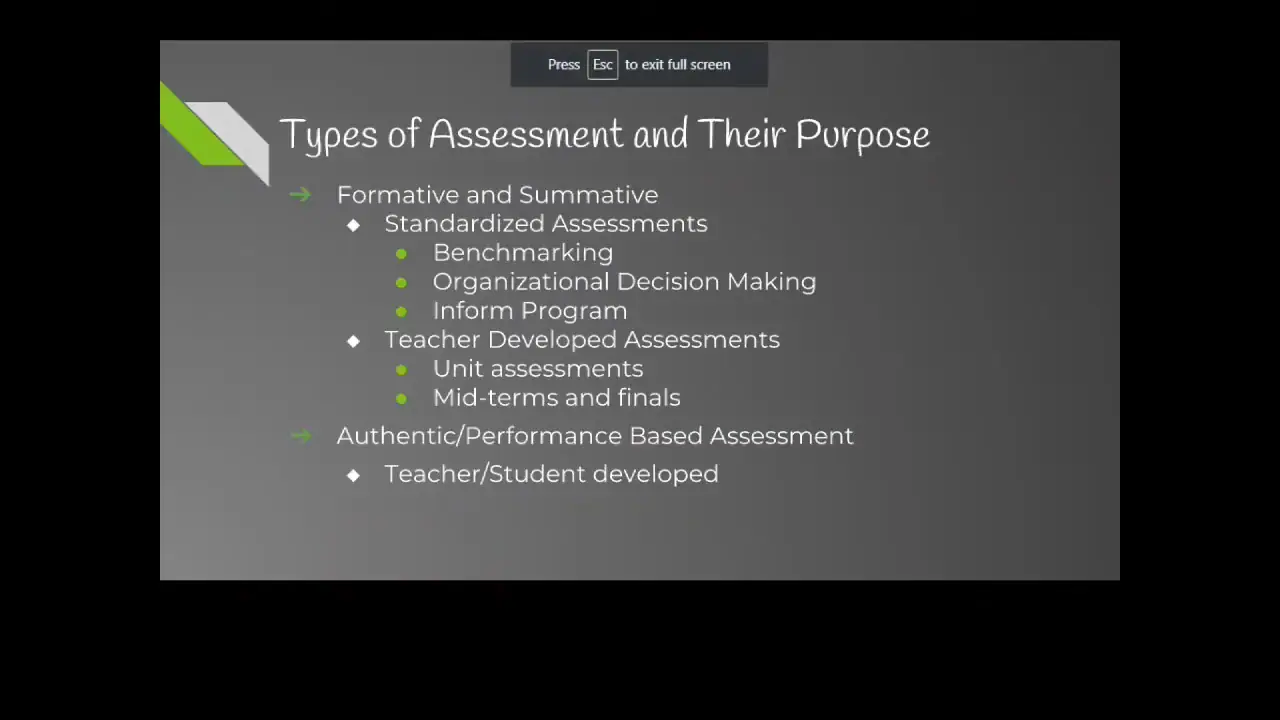 Press Esc to exit full screen
Types of Assessment and Their Purpose
Formative and Summative
Standardized Assessments
Benchmarking
Organizational Decision Making
Inform Program
Teacher Developed Assessments
Unit assessments
Mid-terms and finals
Authentic/Performance Based Assessment
Teacher/Student developed